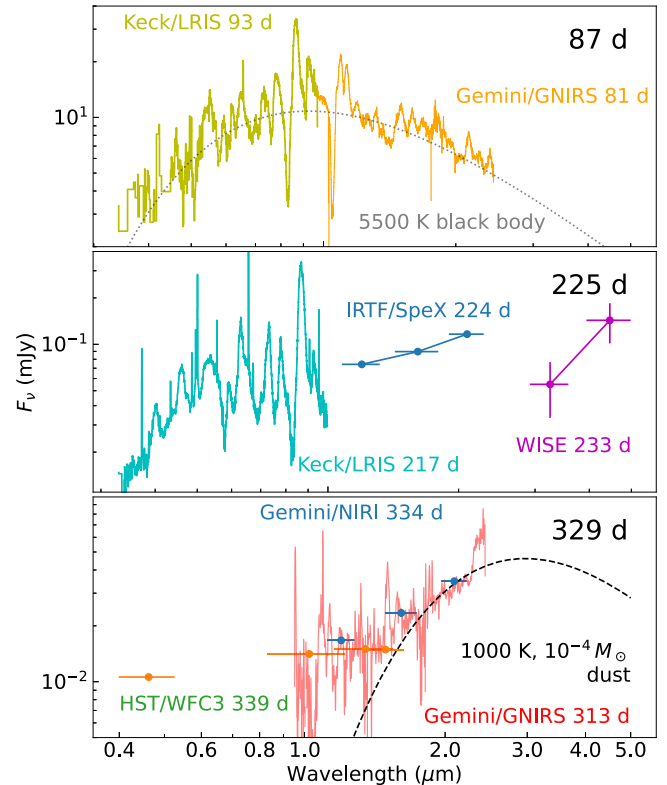 Keck/LRIS 93 d
87 d
Gemini/GNIRS 81 d
10¹
5500 K black body
225 d
IRTF/SpeX 224 d
10⁻¹
F_ν (mJy)
WISE 233 d
Keck/LRIS 217 d
Gemini/NIRI 334 d
329 d
1000 K, 10⁻⁴ M_⊙
dust
10⁻²
HST/WFC3 339 d
Gemini/GNIRS 313 d
0.4 0.6 0.8 1.0 2.0 3.0 4.0 5.0
Wavelength (μm)